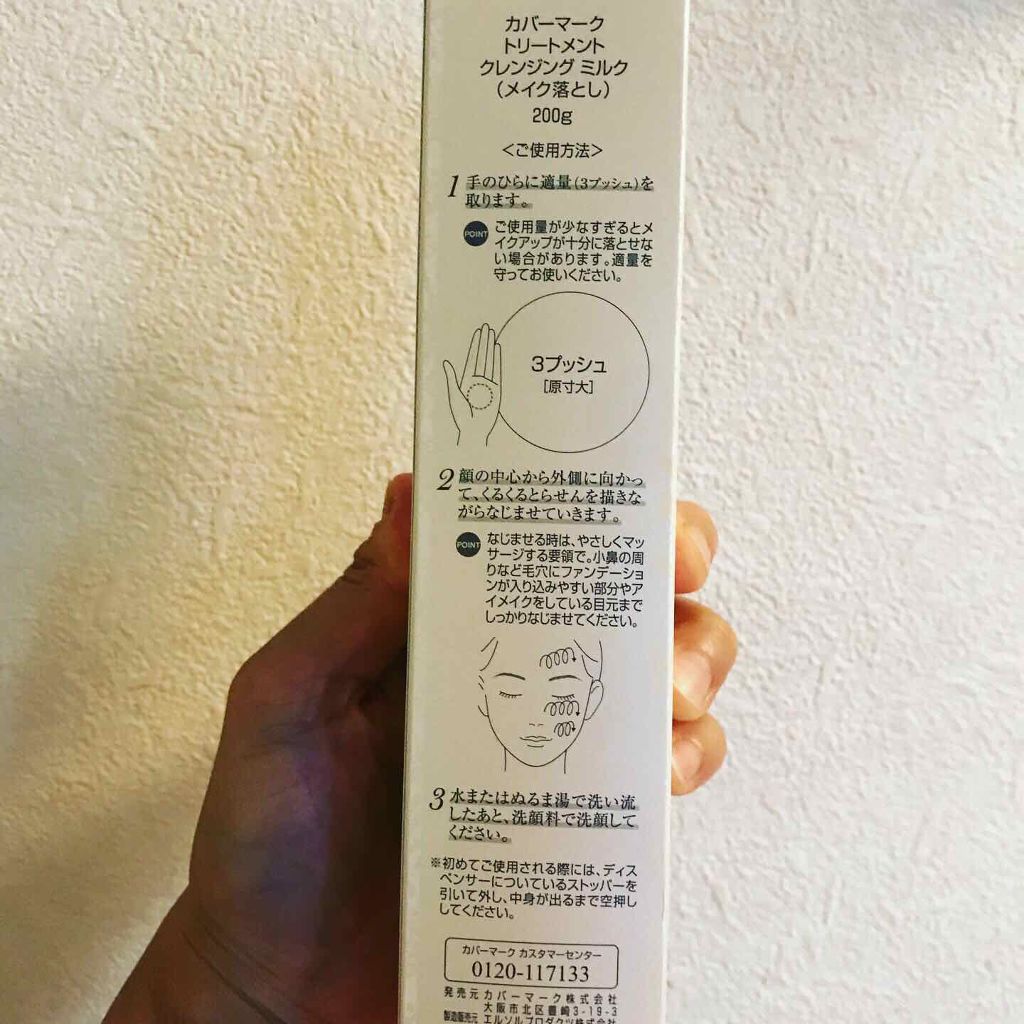 カバーマーク
トリートメント
クレンジング ミルク
（メイク落とし）
200g
＜ご使用方法＞
1 手のひらに適量（3プッシュ）を
取ります。
POINT ご使用量が少なすぎるとメ
イクアップが十分に落とせな
い場合があります。適量を
守ってお使いください。
3プッシュ
［原寸大］
2 顔の中心から外側に向かっ
て、くるくるとらせんを描きな
がらなじませていきます。
POINT なじませる時は、やさしくマッ
サージする要領で。小鼻の周
りなど毛穴にファンデーショ
ンが入り込みやすい部分やア
イメイクをしている目元まで
しっかりなじませてください。
3 水またはぬるま湯で洗い流
したあと、洗顔料で洗顔して
ください。
※初めてご使用される際には、ディス
ペンサーについているストッパーを
引いて外し、中身が出るまで空押し
してください。
カバーマーク カスタマーセンター
0120-117133
発売元 カバーマーク株式会社
大阪市北区豊崎3-19-3
製造販売元 エルソルプロダクツ株式会社